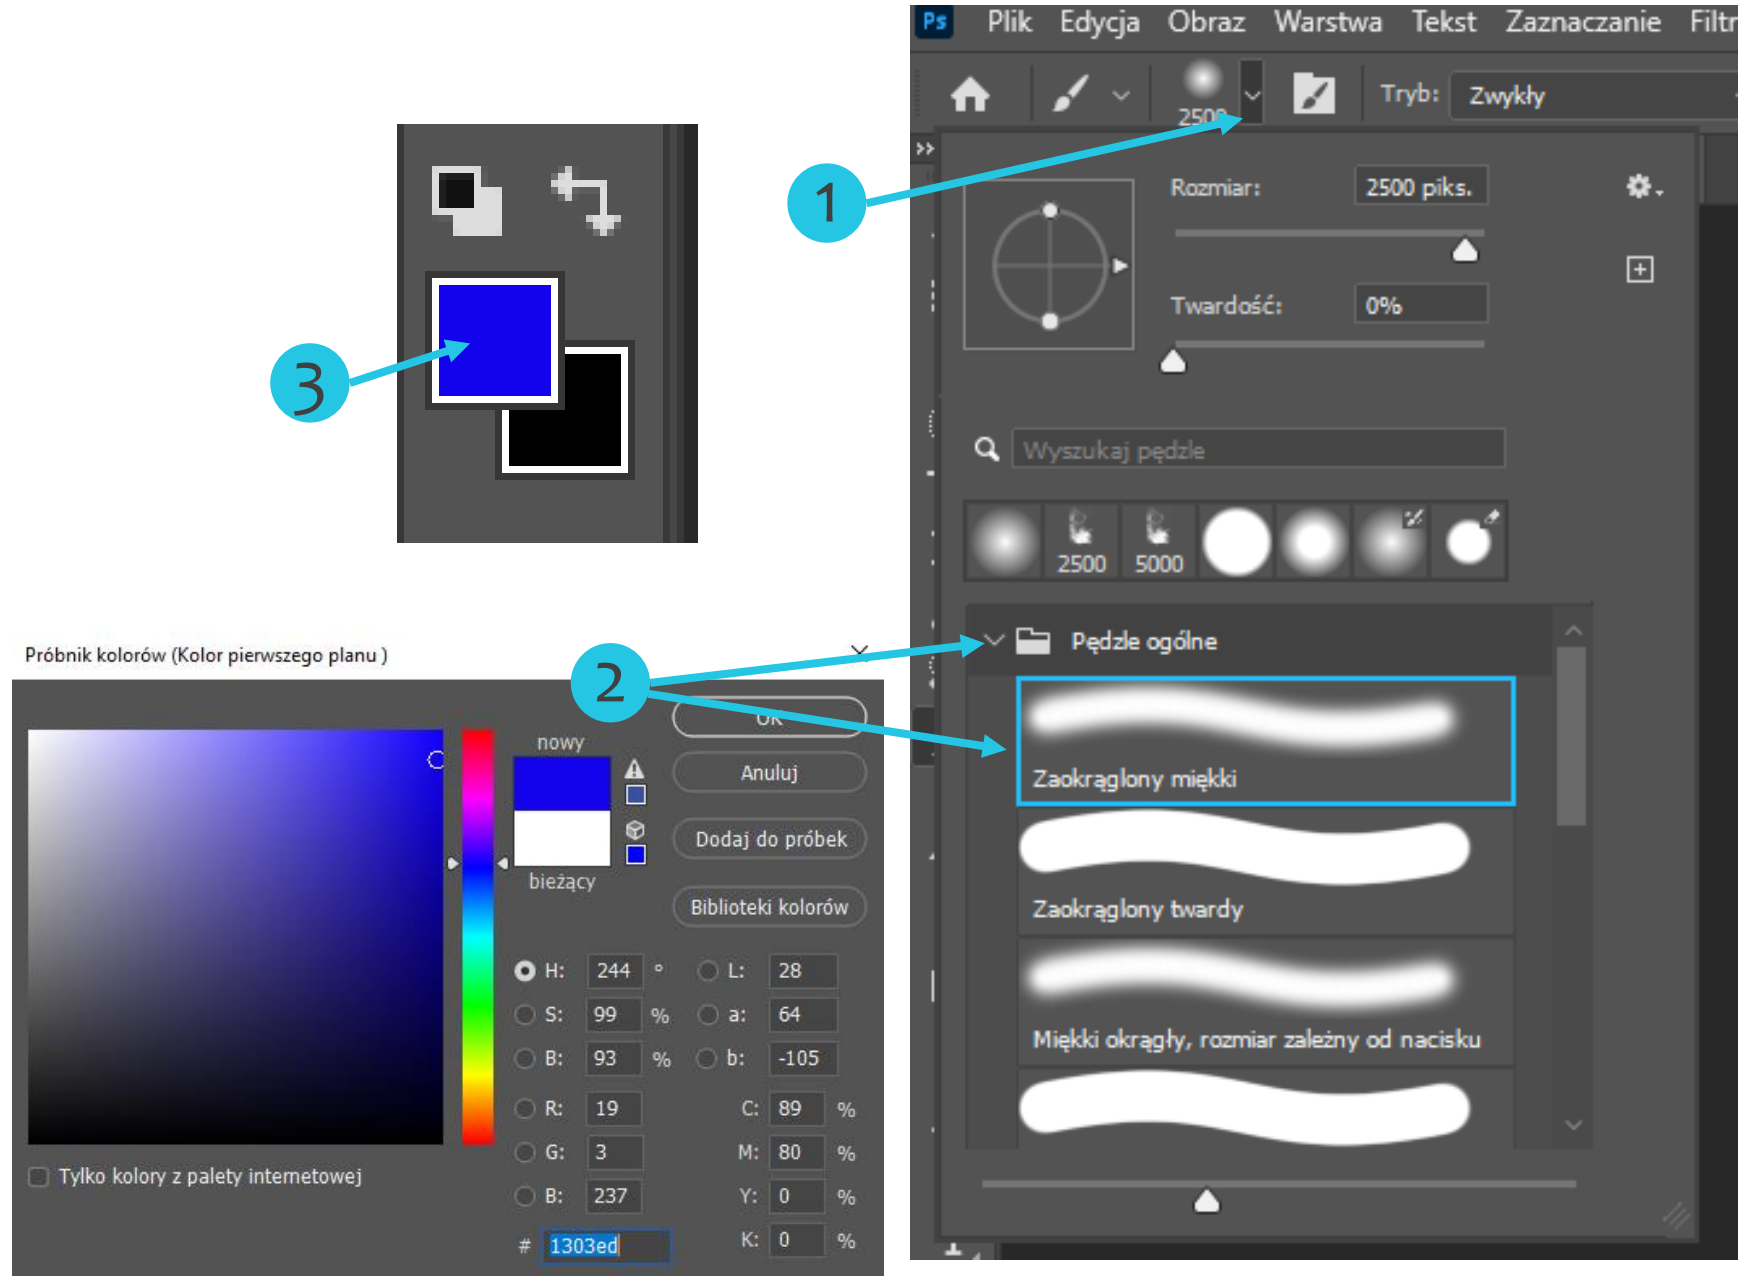 Ps Plik Edycja Obraz Warstwa Tekst Zaznaczanie Filtr
2500 Tryb: Zwykły
1
Rozmiar: 2500 piks.
Twardość: 0%
3
Wyszukaj pędzle
2500 5000
2
Pędzle ogólne
Zaokrąglony miękki
Zaokrąglony twardy
Miękki okrągły, rozmiar zależny od nacisku
Próbnik kolorów (Kolor pierwszego planu )
nowy
bieżący
OK
Anuluj
Dodaj do próbek
Biblioteki kolorów
H: 244 ° L: 28
S: 99 % a: 64
B: 93 % b: -105
R: 19 C: 89 %
G: 3 M: 80 %
B: 237 Y: 0 %
# 1303ed K: 0 %
Tylko kolory z palety internetowej